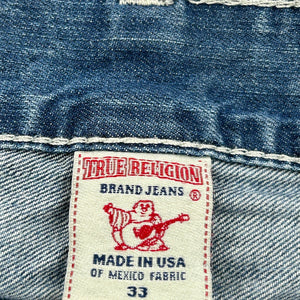 TRUE RELIGION
BRAND JEANS ®
MADE IN USA
OF MEXICO FABRIC
33